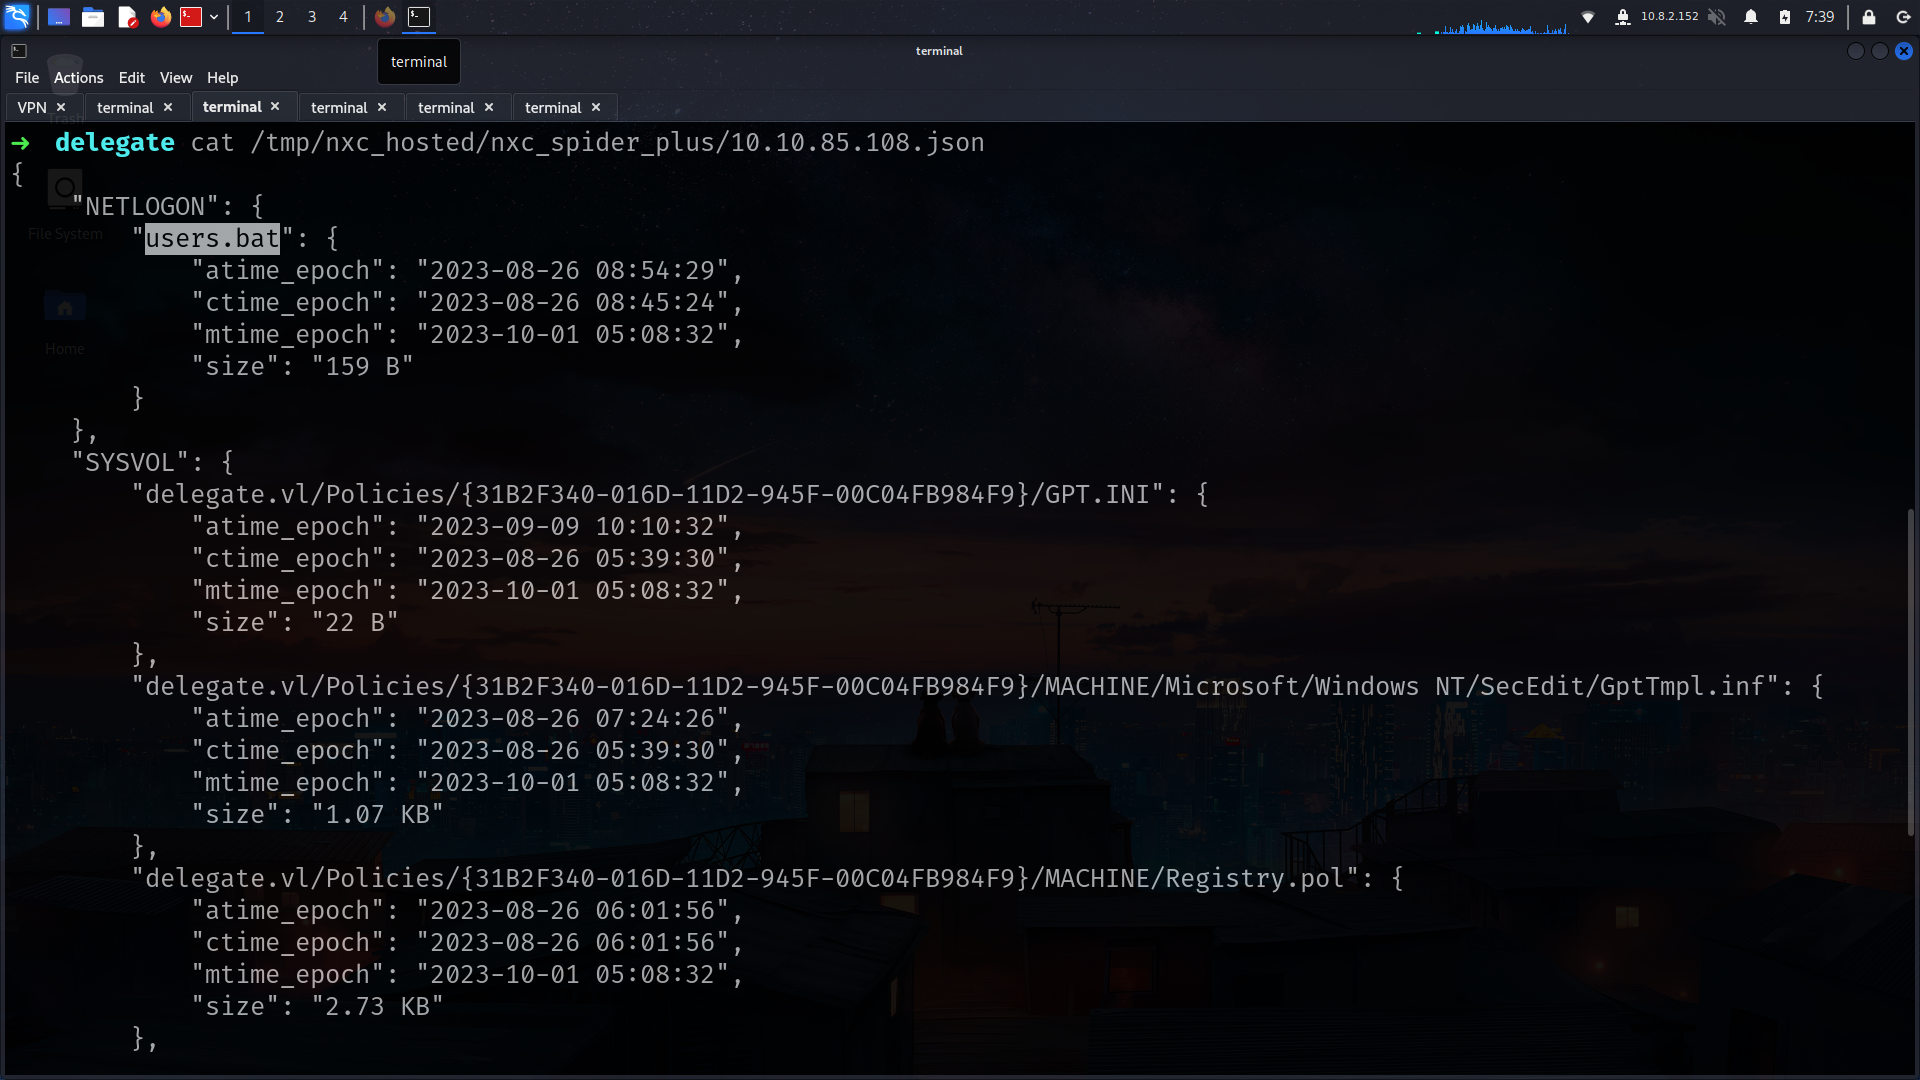 1 2 3 4
10.8.2.152
7:39
terminal
File Actions Edit View Help
terminal
VPN × terminal × terminal × terminal × terminal × terminal ×
Trash
➜ delegate cat /tmp/nxc_hosted/nxc_spider_plus/10.10.85.108.json
{
"NETLOGON": {
File System
"users.bat": {
"atime_epoch": "2023-08-26 08:54:29",
"ctime_epoch": "2023-08-26 08:45:24",
"mtime_epoch": "2023-10-01 05:08:32",
Home
"size": "159 B"
}
},
"SYSVOL": {
"delegate.vl/Policies/{31B2F340-016D-11D2-945F-00C04FB984F9}/GPT.INI": {
"atime_epoch": "2023-09-09 10:10:32",
"ctime_epoch": "2023-08-26 05:39:30",
"mtime_epoch": "2023-10-01 05:08:32",
"size": "22 B"
},
"delegate.vl/Policies/{31B2F340-016D-11D2-945F-00C04FB984F9}/MACHINE/Microsoft/Windows NT/SecEdit/GptTmpl.inf": {
"atime_epoch": "2023-08-26 07:24:26",
"ctime_epoch": "2023-08-26 05:39:30",
"mtime_epoch": "2023-10-01 05:08:32",
"size": "1.07 KB"
},
"delegate.vl/Policies/{31B2F340-016D-11D2-945F-00C04FB984F9}/MACHINE/Registry.pol": {
"atime_epoch": "2023-08-26 06:01:56",
"ctime_epoch": "2023-08-26 06:01:56",
"mtime_epoch": "2023-10-01 05:08:32",
"size": "2.73 KB"
},